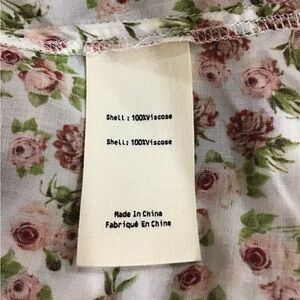 Shell: 100%Viscose
Shell: 100%Viscose
Made In China
Fabriqué En Chine